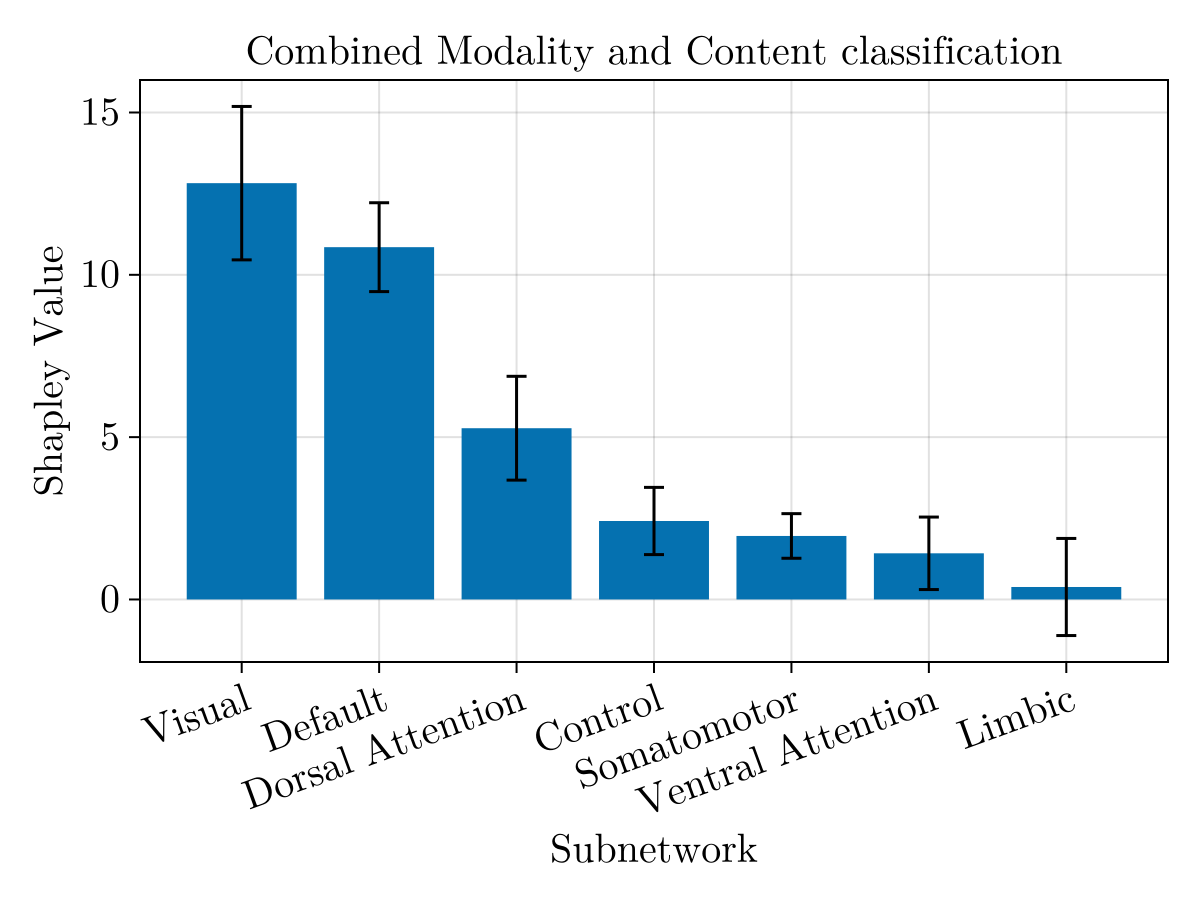 Combined Modality and Content classification
15
10
5
0
Shapley Value
Visual
Default
Dorsal Attention
Control
Somatomotor
Ventral Attention
Limbic
Subnetwork